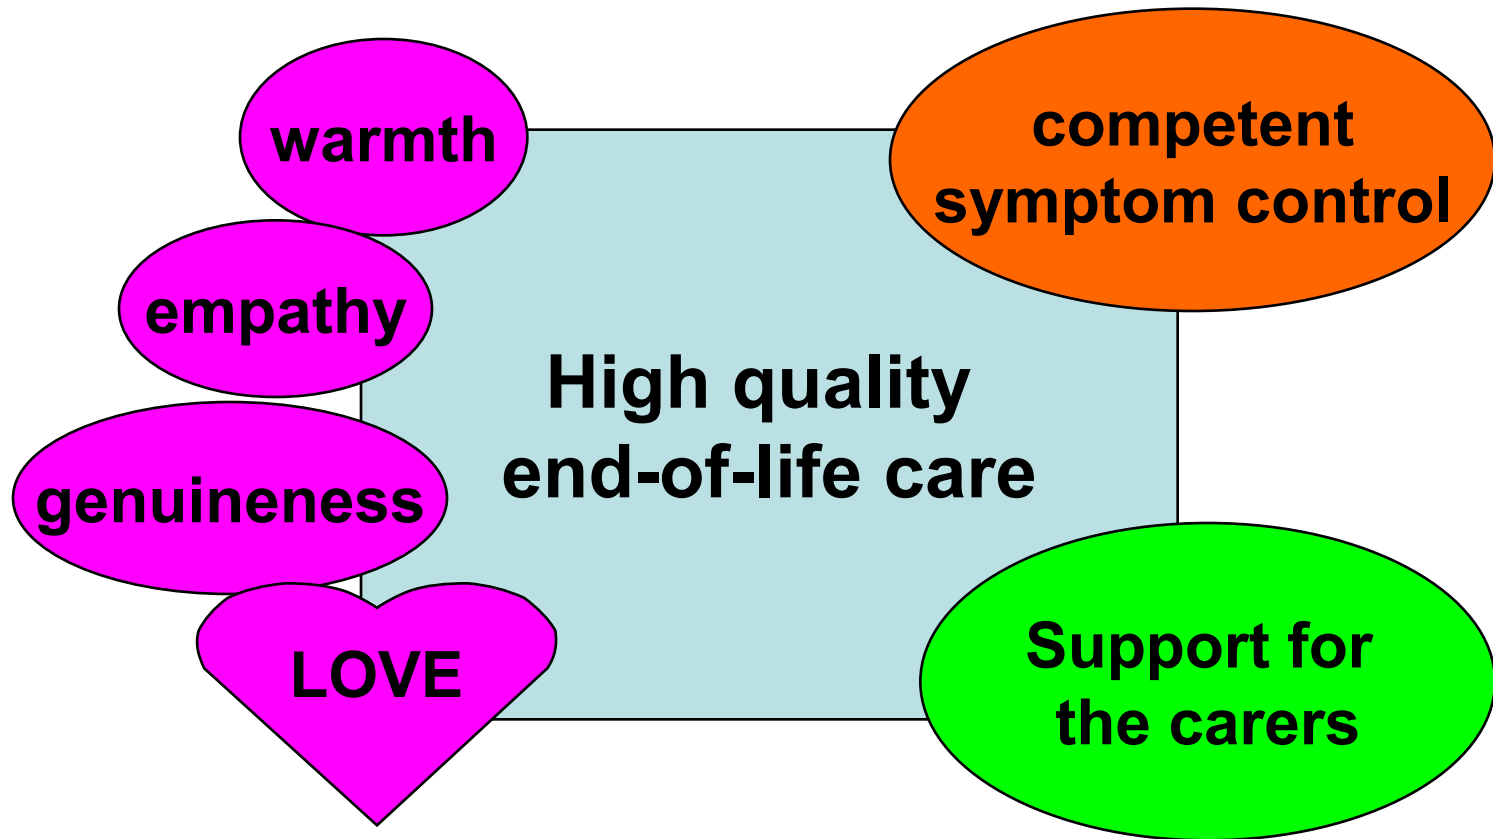 warmth
empathy
genuineness
LOVE
High quality
end-of-life care
competent
symptom control
Support for
the carers